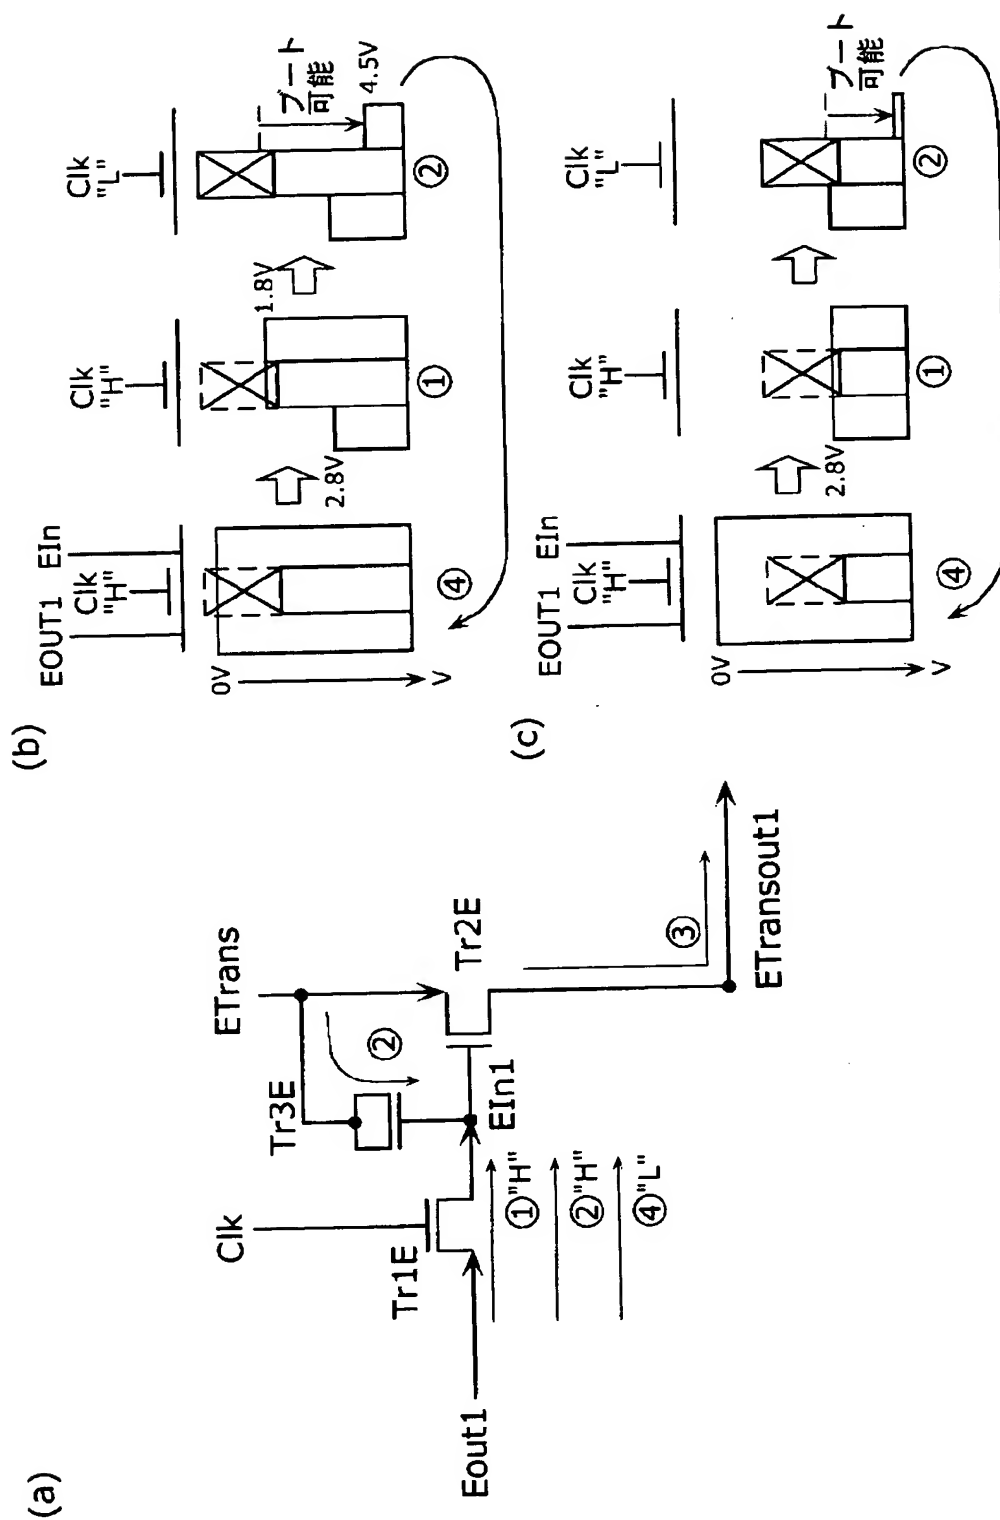 (a)
Clk
ETrans
Tr3E
②
Tr1E
Tr2E
Eout1
EIn1
①"H"
②"H"
④"L"
③
ETransout1
(b)
EOUT1 EIn
Clk
"H"
0V
V
④
2.8V
Clk
"H"
①
1.8V
Clk
"L"
ブート
可能
4.5V
②
(c)
EOUT1 EIn
Clk
"H"
0V
V
④
2.8V
Clk
"H"
①
Clk
"L"
ブート
可能
②